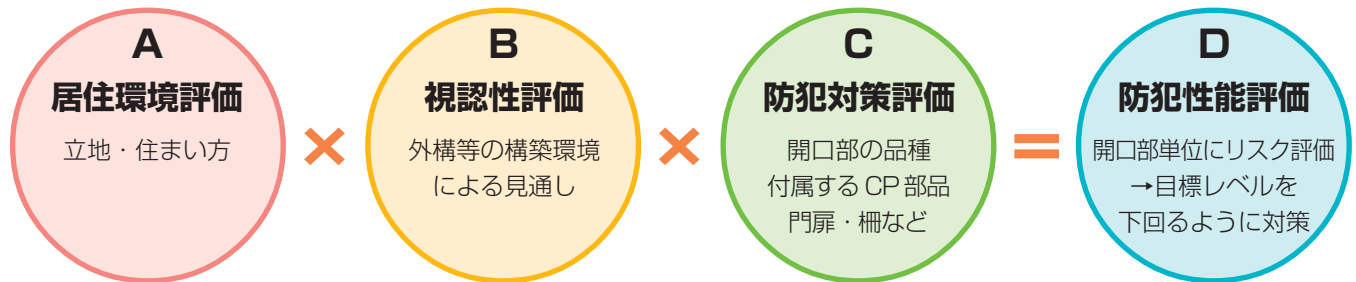 A
居住環境評価
立地・住まい方
×
B
視認性評価
外構等の構築環境
による見通し
×
C
防犯対策評価
開口部の品種
付属するCP部品
門扉・柵など
=
D
防犯性能評価
開口部単位にリスク評価
→目標レベルを
下回るように対策